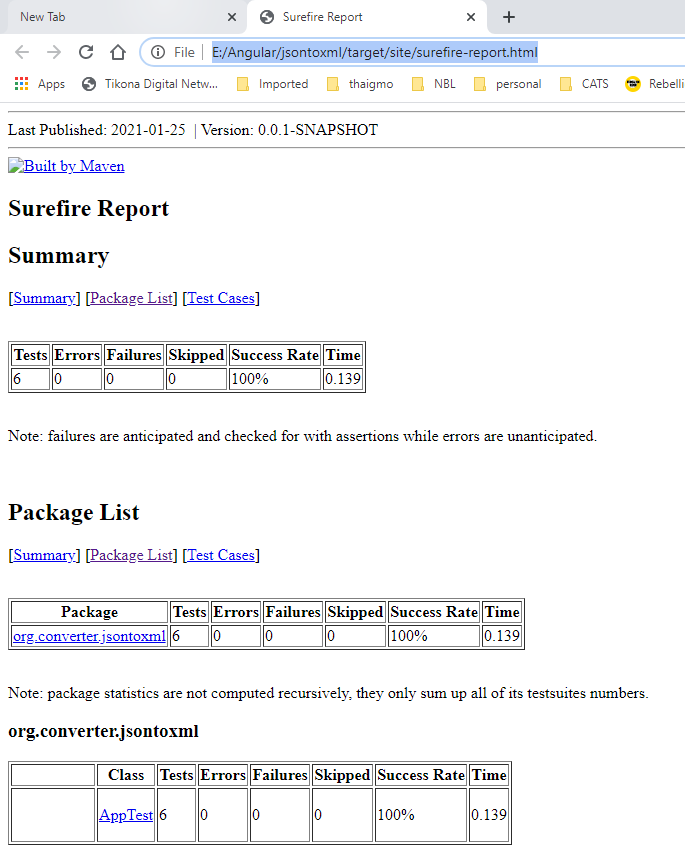 New Tab
Surefire Report
File | E:/Angular/jsontoxml/target/site/surefire-report.html
Apps Tikona Digital Netw... Imported thaigmo NBL personal CATS Rebelli
Last Published: 2021-01-25 | Version: 0.0.1-SNAPSHOT
Built by Maven
Surefire Report
Summary
[Summary] [Package List] [Test Cases]
Tests Errors Failures Skipped Success Rate Time
6 0 0 0 100% 0.139
Note: failures are anticipated and checked for with assertions while errors are unanticipated.
Package List
[Summary] [Package List] [Test Cases]
Package Tests Errors Failures Skipped Success Rate Time
org.converter.jsontoxml 6 0 0 0 100% 0.139
Note: package statistics are not computed recursively, they only sum up all of its testsuites numbers.
org.converter.jsontoxml
Class Tests Errors Failures Skipped Success Rate Time
AppTest 6 0 0 0 100% 0.139